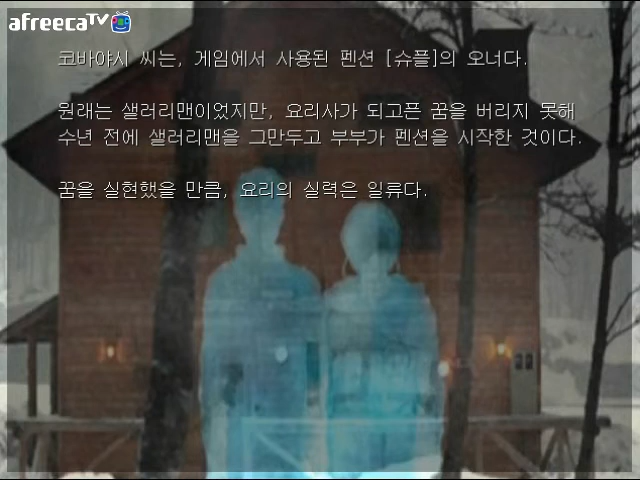 afreecaTV
코바야시 씨는, 게임에서 사용된 펜션 [슈플]의 오너다.
원래는 샐러리맨이었지만, 요리사가 되고픈 꿈을 버리지 못해
수년 전에 샐러리맨을 그만두고 부부가 펜션을 시작한 것이다.
꿈을 실현했을 만큼, 요리의 실력은 일류다.